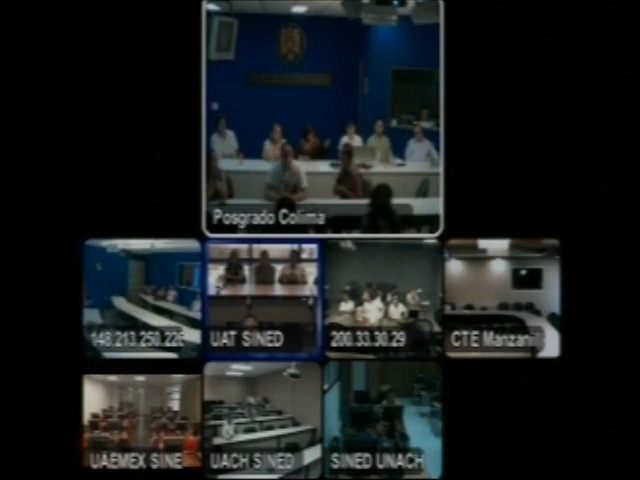 Posgrado Colima
148.213.250.226
UAT SINED
200.33.30.29
CTE Manzani
UAEMEX SINE
UACH SINED
SINED UNACH